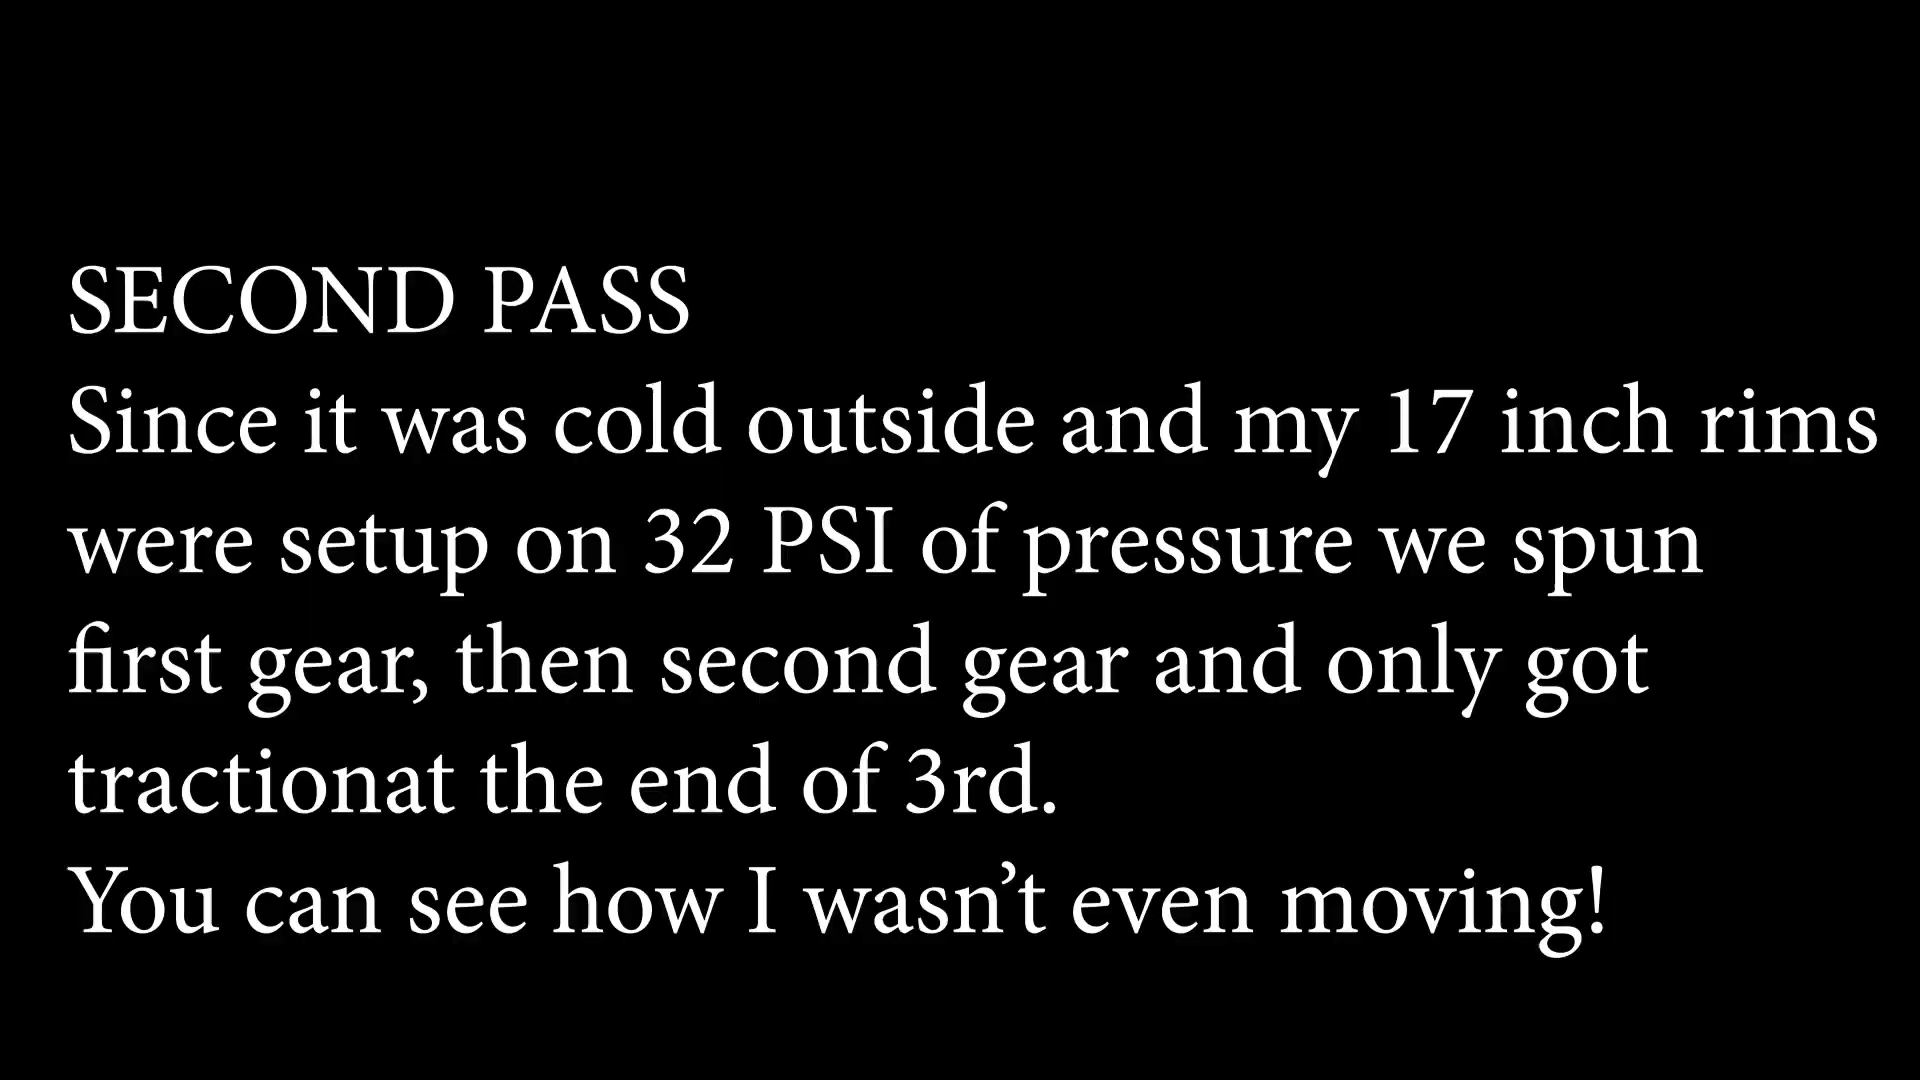 SECOND PASS
Since it was cold outside and my 17 inch rims
were setup on 32 PSI of pressure we spun
first gear, then second gear and only got
tractionat the end of 3rd.
You can see how I wasn’t even moving!